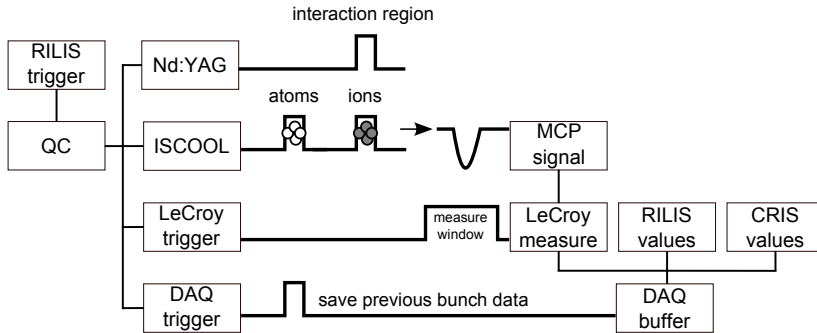 interaction region
RILIS
trigger
Nd:YAG
atoms
ions
QC
ISCOOL
MCP
signal
LeCroy
trigger
measure
window
LeCroy
measure
RILIS
values
CRIS
values
DAQ
trigger
save previous bunch data
DAQ
buffer